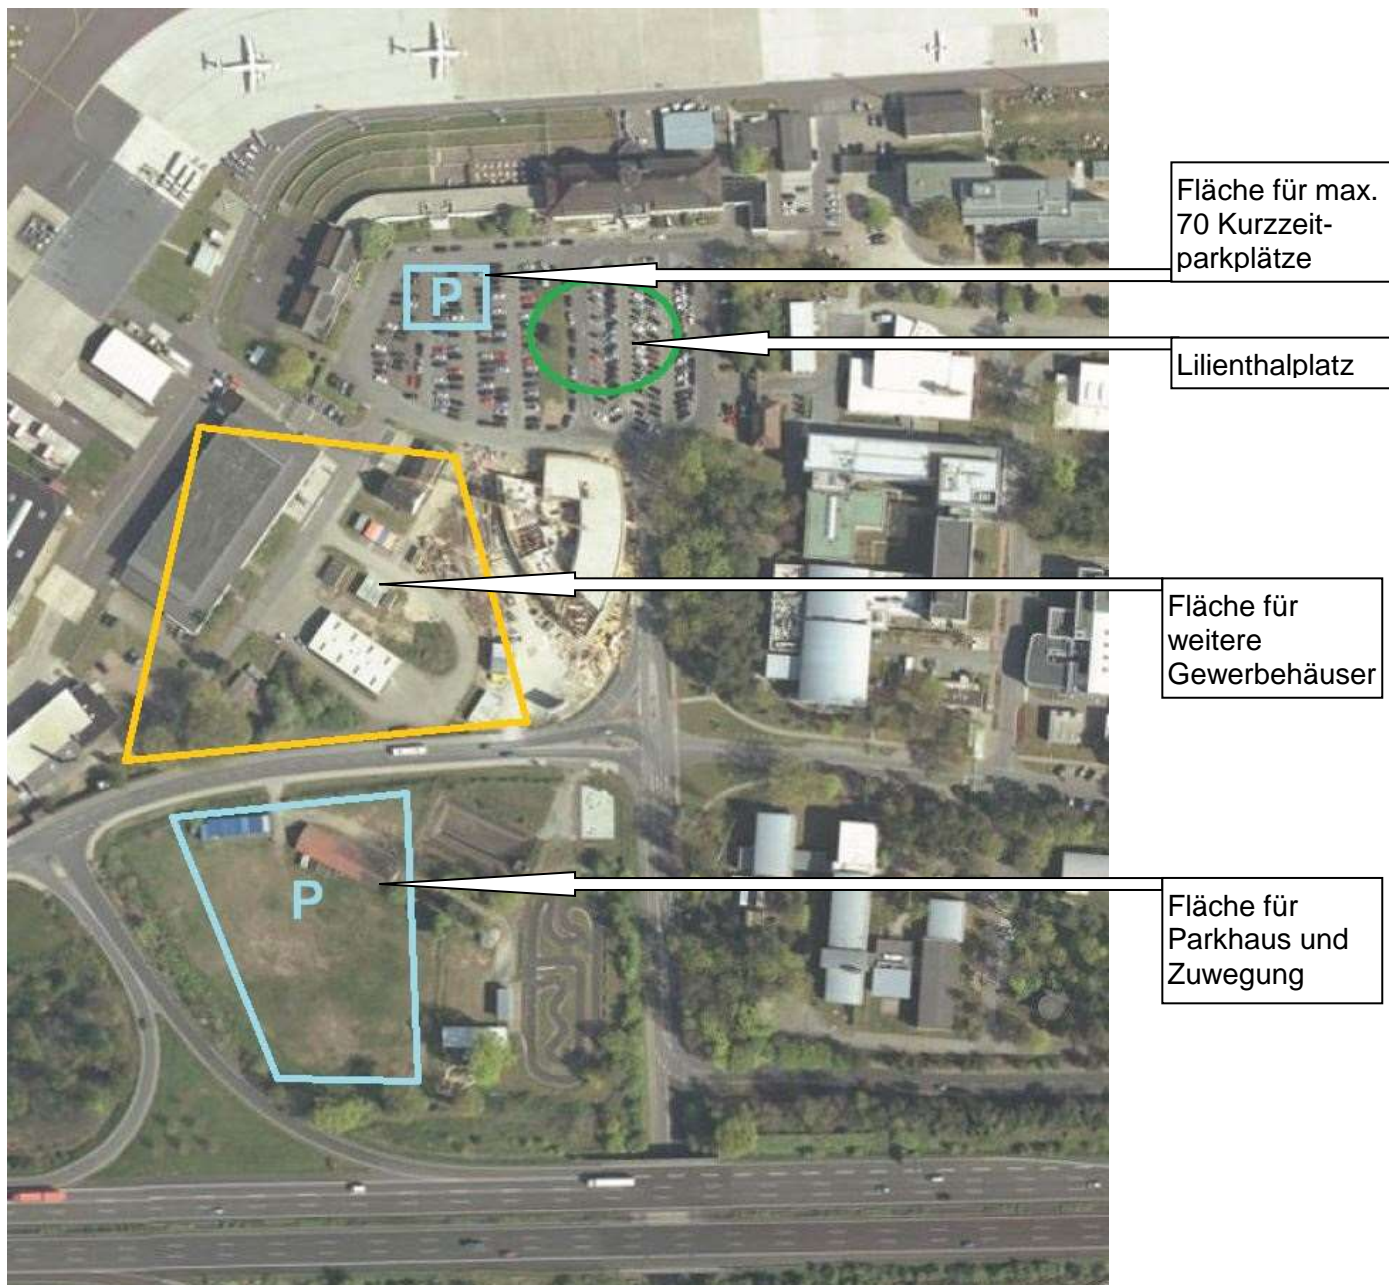 Fläche für max.
70 Kurzzeit-
parkplätze
P
Lilienthalplatz
Fläche für
weitere
Gewerbehäuser
P
Fläche für
Parkhaus und
Zuwegung